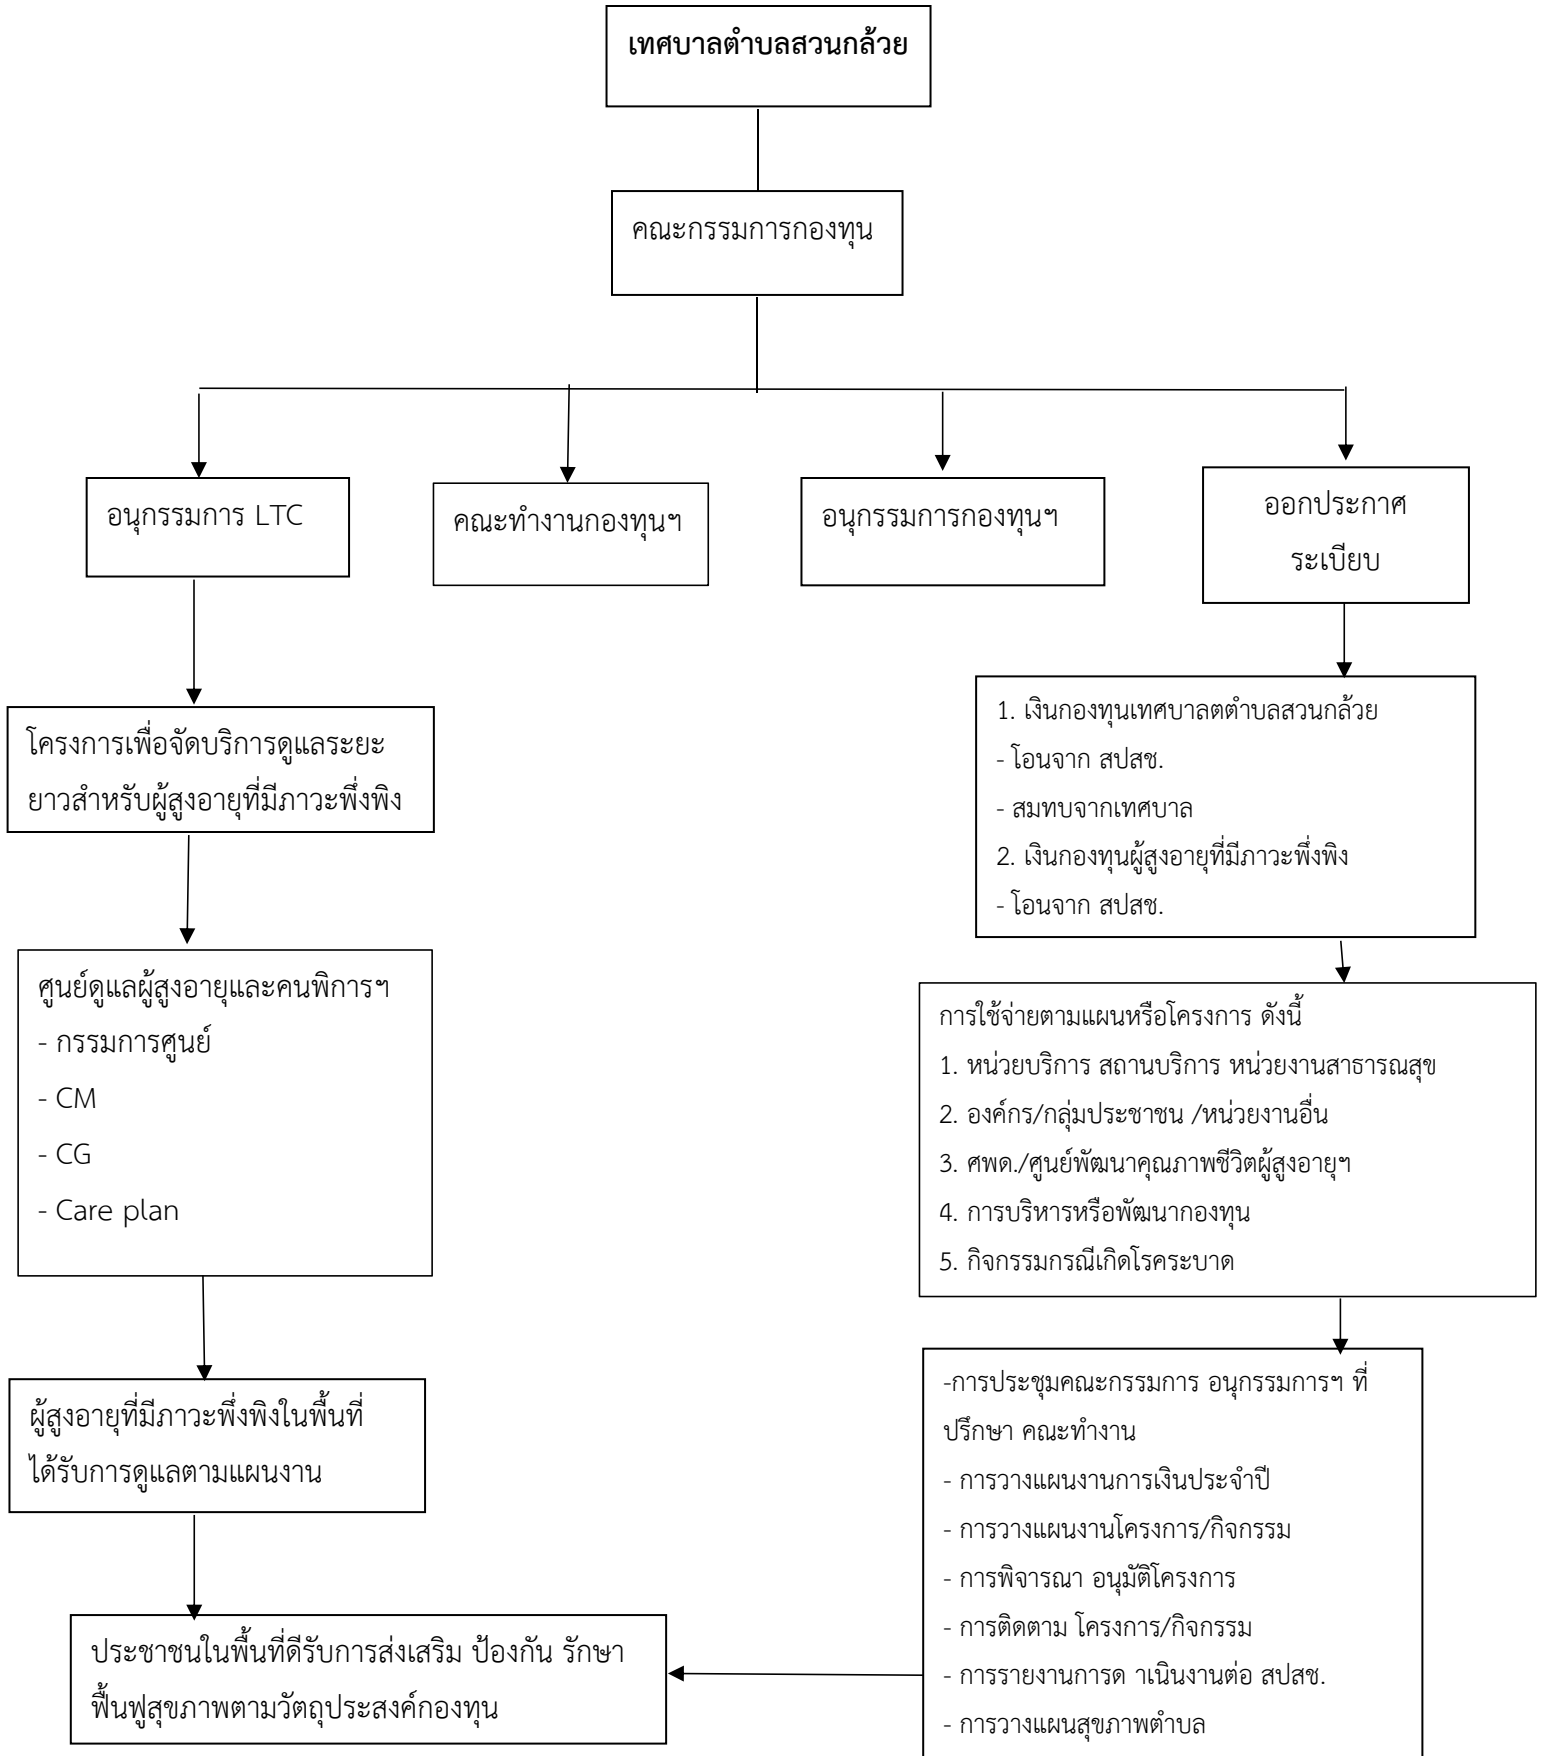 เทศบาลตำบลสวนกล้วย
คณะกรรมการกองทุน
อนุกรรมการ LTC
คณะทำงานกองทุนฯ
อนุกรรมการกองทุนฯ
ออกประกาศ
ระเบียบ
โครงการเพื่อจัดบริการดูแลระยะ
ยาวสำหรับผู้สูงอายุที่มีภาวะพึ่งพิง
1. เงินกองทุนเทศบาลตตำบลสวนกล้วย
- โอนจาก สปสช.
- สมทบจากเทศบาล
2. เงินกองทุนผู้สูงอายุที่มีภาวะพึ่งพิง
- โอนจาก สปสช.
ศูนย์ดูแลผู้สูงอายุและคนพิการฯ
- กรรมการศูนย์
- CM
- CG
- Care plan
การใช้จ่ายตามแผนหรือโครงการ ดังนี้
1. หน่วยบริการ สถานบริการ หน่วยงานสาธารณสุข
2. องค์กร/กลุ่มประชาชน /หน่วยงานอื่น
3. ศพด./ศูนย์พัฒนาคุณภาพชีวิตผู้สูงอายุฯ
4. การบริหารหรือพัฒนากองทุน
5. กิจกรรมกรณีเกิดโรคระบาด
ผู้สูงอายุที่มีภาวะพึ่งพิงในพื้นที่
ได้รับการดูแลตามแผนงาน
-การประชุมคณะกรรมการ อนุกรรมการฯ ที่
ปรึกษา คณะทำงาน
- การวางแผนงานการเงินประจำปี
- การวางแผนงานโครงการ/กิจกรรม
- การพิจารณา อนุมัติโครงการ
- การติดตาม โครงการ/กิจกรรม
- การรายงานการด าเนินงานต่อ สปสช.
- การวางแผนสุขภาพตำบล
ประชาชนในพื้นที่ดีรับการส่งเสริม ป้องกัน รักษา
ฟื้นฟูสุขภาพตามวัตถุประสงค์กองทุน